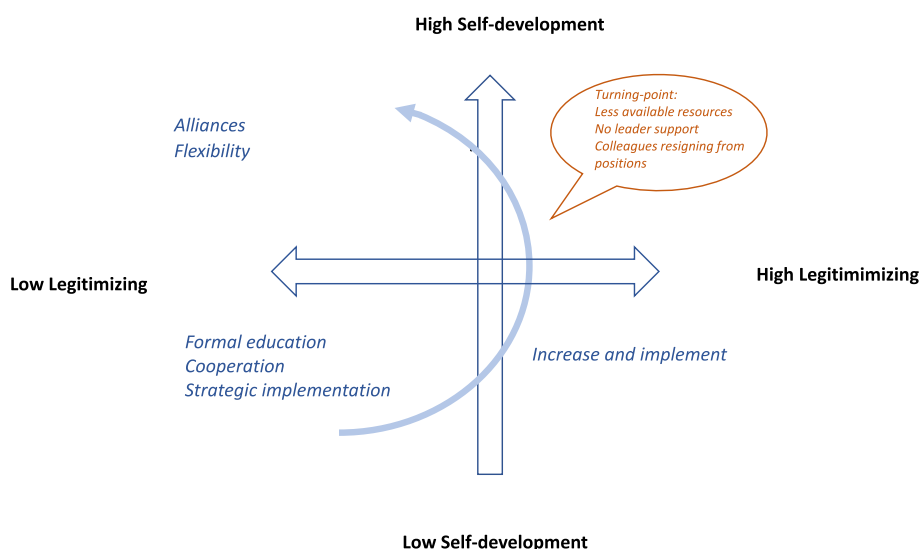 High Self-development
Turning-point:
Less available resources
No leader support
Colleagues resigning from
positions
Alliances
Flexibility
Low Legitimizing
High Legitimimizing
Formal education
Cooperation
Strategic implementation
Increase and implement
Low Self-development